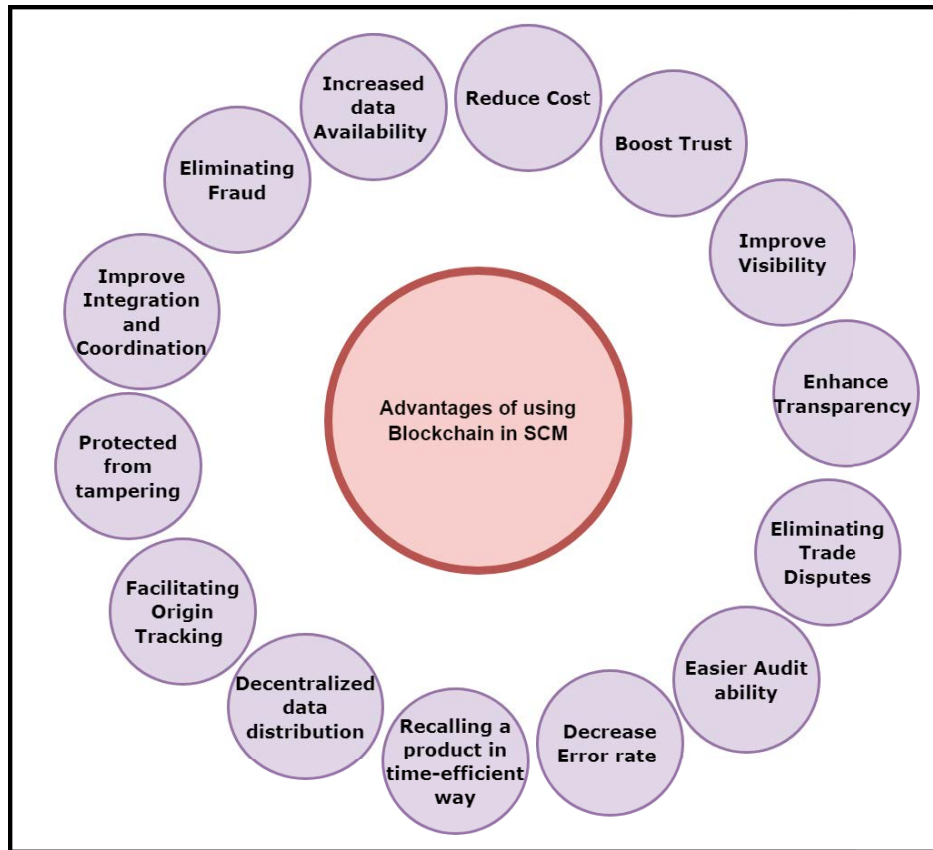 Increased
data
Availability
Reduce Cost
Boost Trust
Eliminating
Fraud
Improve
Visibility
Improve
Integration
and
Coordination
Enhance
Transparency
Advantages of using
Blockchain in SCM
Protected
from
tampering
Eliminating
Trade
Disputes
Facilitating
Origin
Tracking
Easier Audit
ability
Decentralized
data
distribution
Recalling a
product in
time-efficient
way
Decrease
Error rate